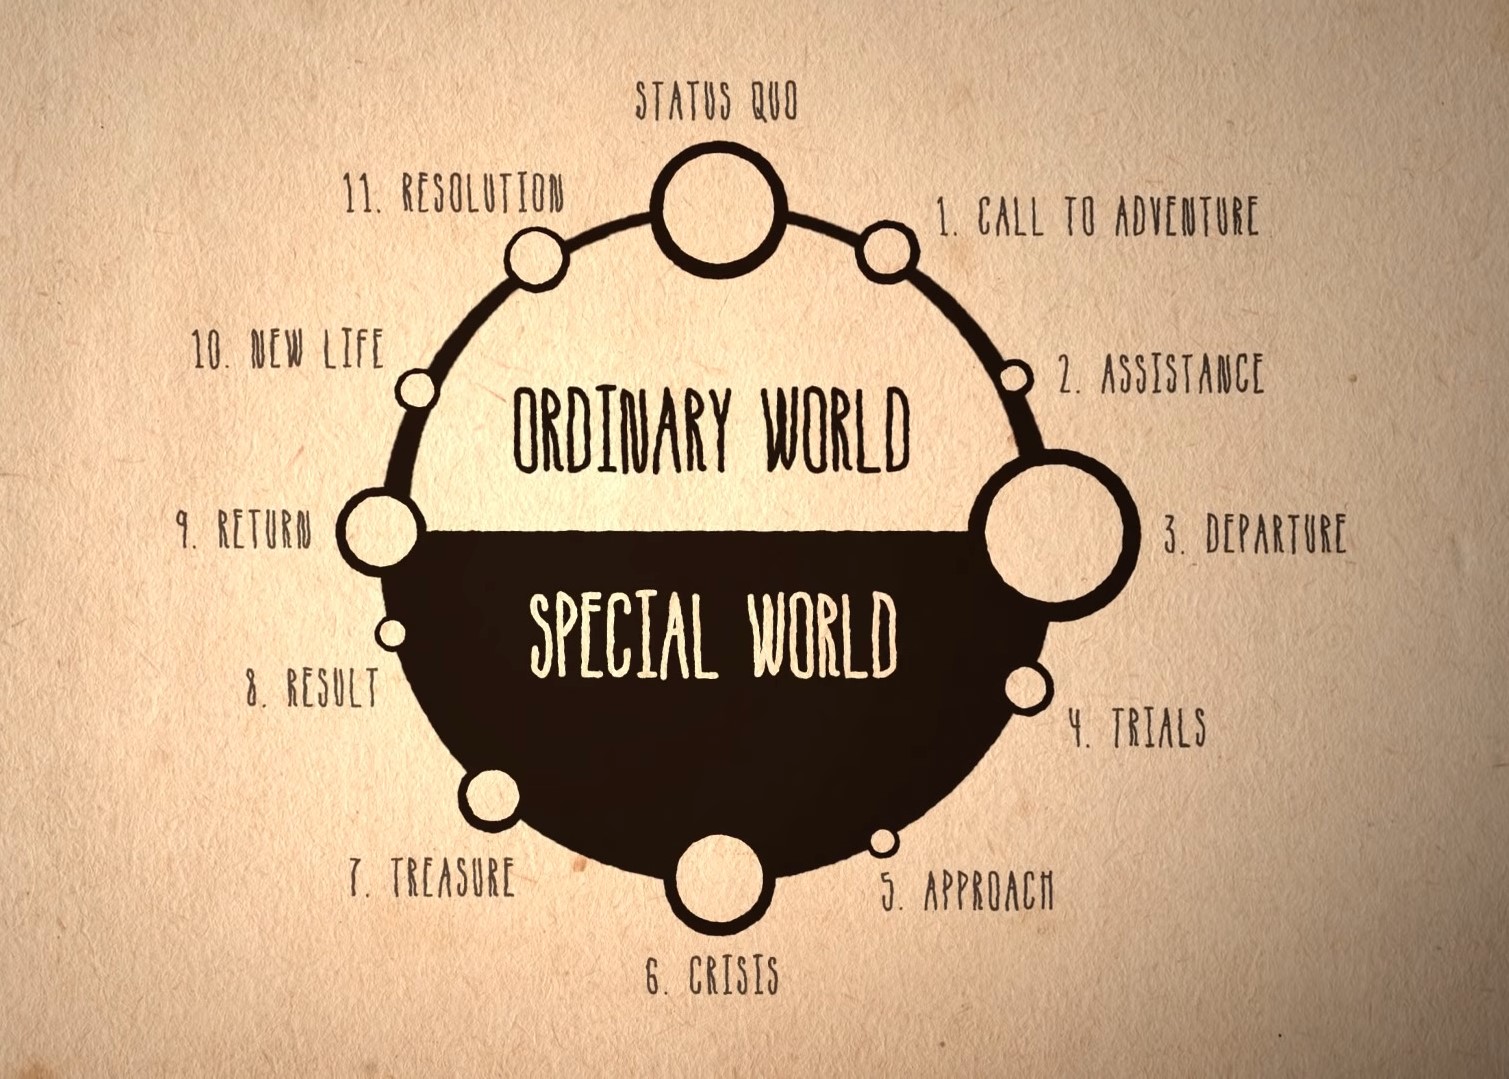 STATUS QUO
1. CALL TO ADVENTURE
2. ASSISTANCE
3. DEPARTURE
4. TRIALS
5. APPROACH
6. CRISIS
7. TREASURE
8. RESULT
9. RETURN
10. NEW LIFE
11. RESOLUTION
ORDINARY WORLD
SPECIAL WORLD